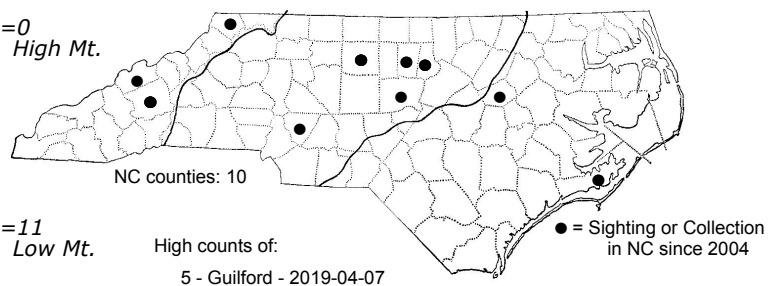 =0
High Mt.
NC counties: 10
=11
Low Mt.
High counts of:
5 - Guilford - 2019-04-07
● = Sighting or Collection
in NC since 2004